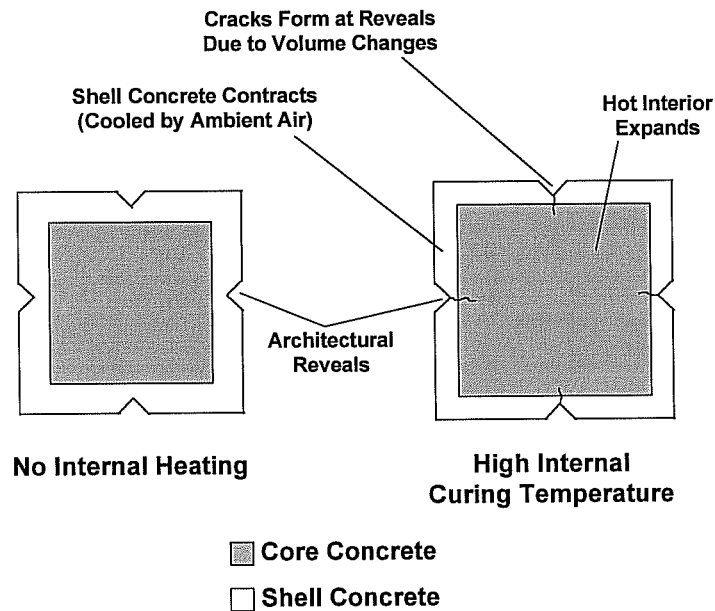 Cracks Form at Reveals
Due to Volume Changes
Shell Concrete Contracts
(Cooled by Ambient Air)
Hot Interior
Expands
Architectural
Reveals
No Internal Heating
High Internal
Curing Temperature
Core Concrete
Shell Concrete